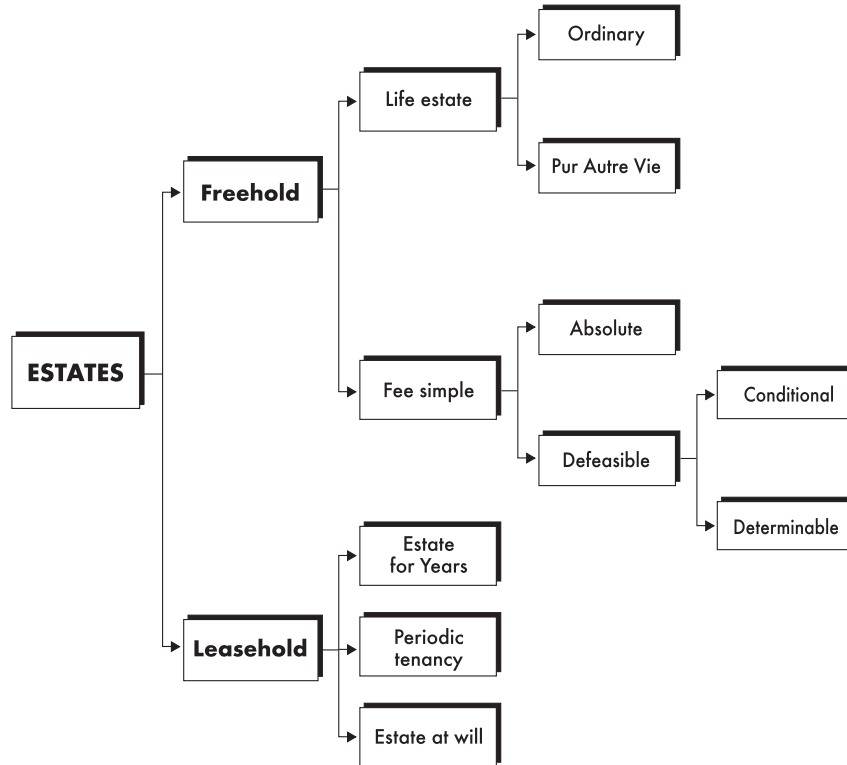 Ordinary
Life estate
Pur Autre Vie
Freehold
Absolute
ESTATES
Fee simple
Conditional
Defeasible
Determinable
Estate
for Years
Leasehold
Periodic
tenancy
Estate at will